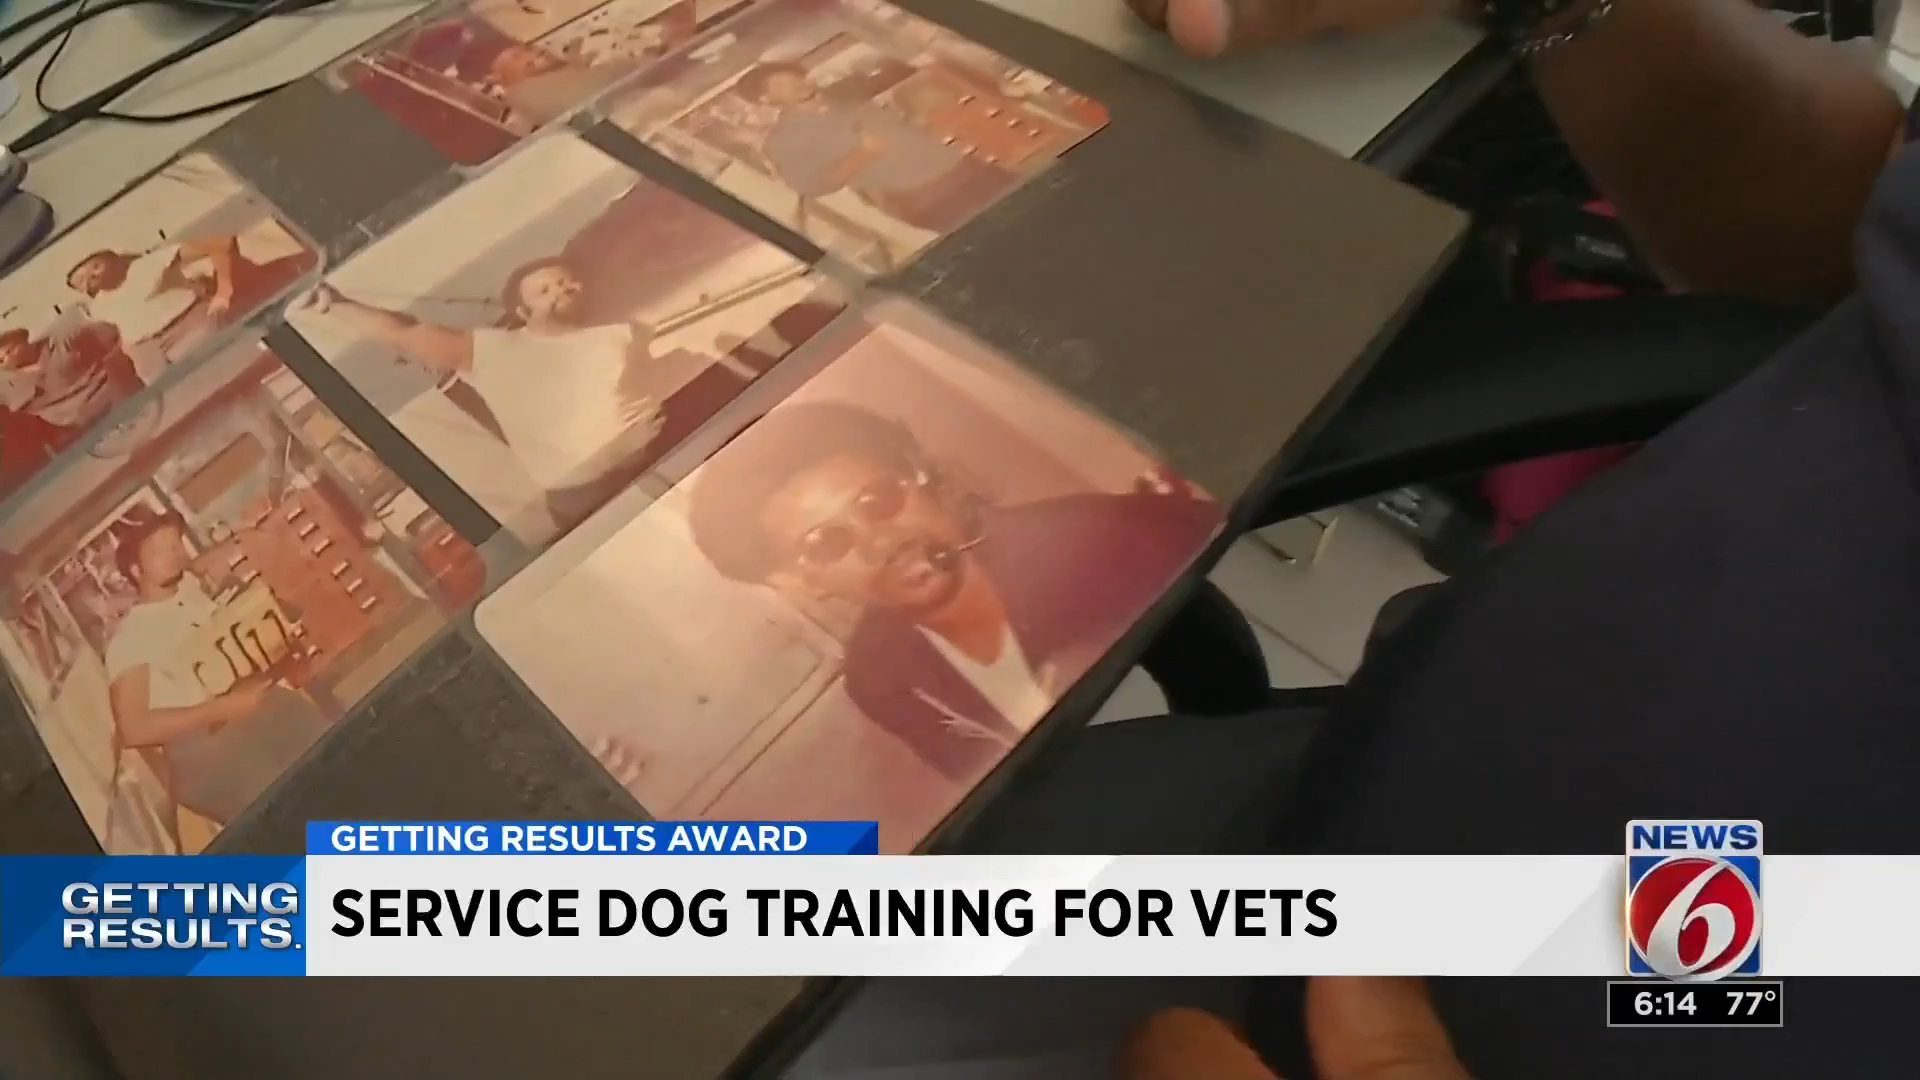 GETTING RESULTS AWARD
GETTING
RESULTS.
SERVICE DOG TRAINING FOR VETS
NEWS
6
6:14 77°